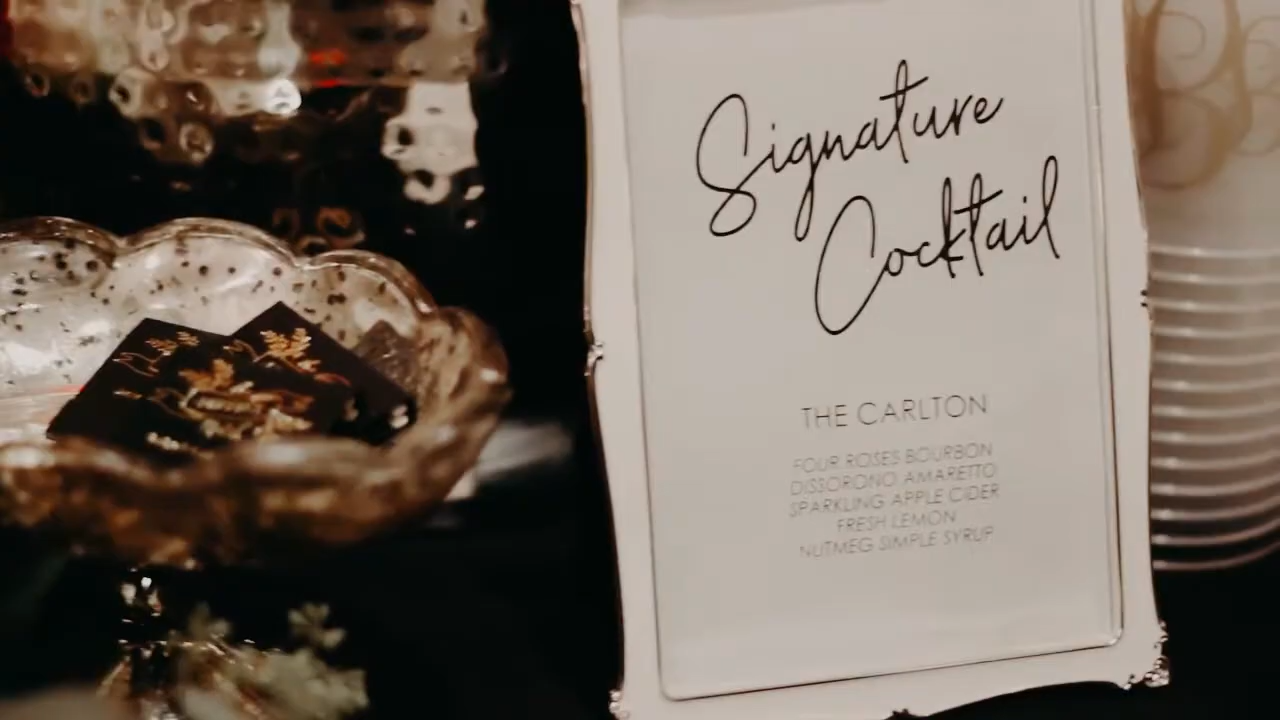 Signature
Cocktail
THE CARLTON
FOUR ROSES BOURBON
DISSORONO AMARETTO
SPARKLING APPLE CIDER
FRESH LEMON
NUTMEG SIMPLE SYRUP